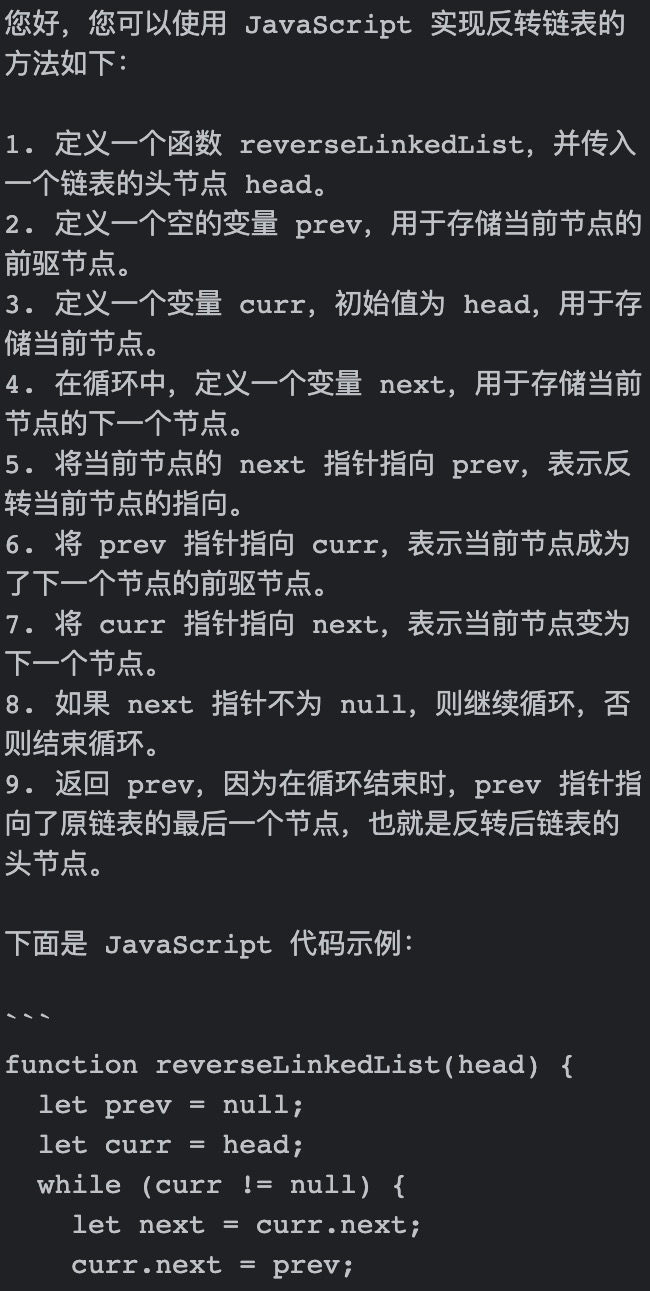 您好，您可以使用 JavaScript 实现反转链表的
方法如下：
1. 定义一个函数 reverseLinkedList，并传入
一个链表的头节点 head。
2. 定义一个空的变量 prev，用于存储当前节点的
前驱节点。
3. 定义一个变量 curr，初始值为 head，用于存
储当前节点。
4. 在循环中，定义一个变量 next，用于存储当前
节点的下一个节点。
5. 将当前节点的 next 指针指向 prev，表示反
转当前节点的指向。
6. 将 prev 指针指向 curr，表示当前节点成为
了下一个节点的前驱节点。
7. 将 curr 指针指向 next，表示当前节点变为
下一个节点。
8. 如果 next 指针不为 null，则继续循环，否
则结束循环。
9. 返回 prev，因为在循环结束时，prev 指针指
向了原链表的最后一个节点，也就是反转后链表的
头节点。
下面是 JavaScript 代码示例：
```
function reverseLinkedList(head) {
  let prev = null;
  let curr = head;
  while (curr != null) {
    let next = curr.next;
    curr.next = prev;